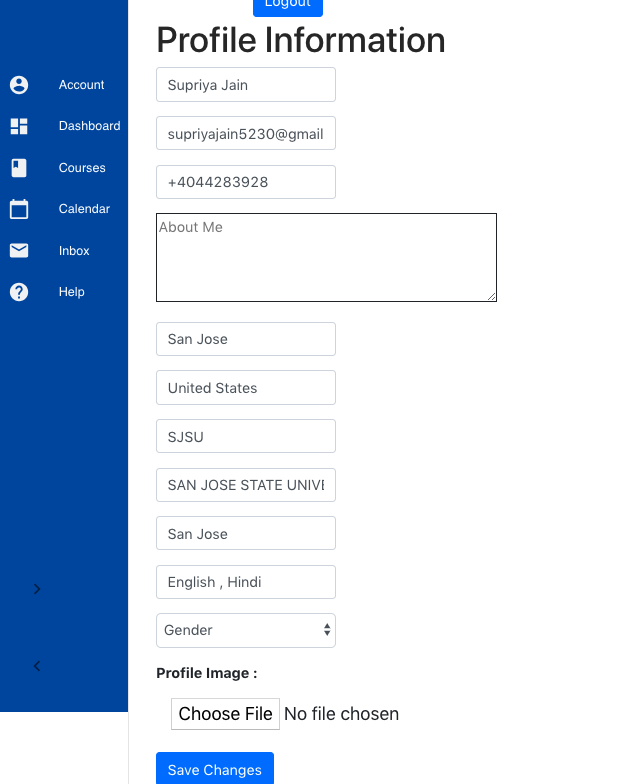 Logout
Profile Information
Account
Dashboard
Courses
Calendar
Inbox
Help
Supriya Jain
supriyajain5230@gmail
+4044283928
About Me
San Jose
United States
SJSU
SAN JOSE STATE UNIVE
San Jose
English , Hindi
Gender
Profile Image :
Choose File No file chosen
Save Changes